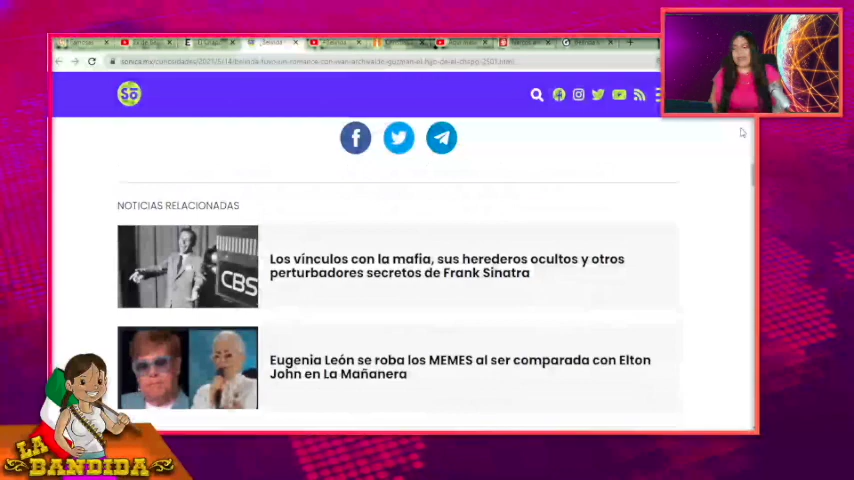 Sō
NOTICIAS RELACIONADAS
CBS
Los vínculos con la mafia, sus herederos ocultos y otros
perturbadores secretos de Frank Sinatra
Eugenia León se roba los MEMES al ser comparada con Elton
John en La Mañanera
LA
BANDIDA